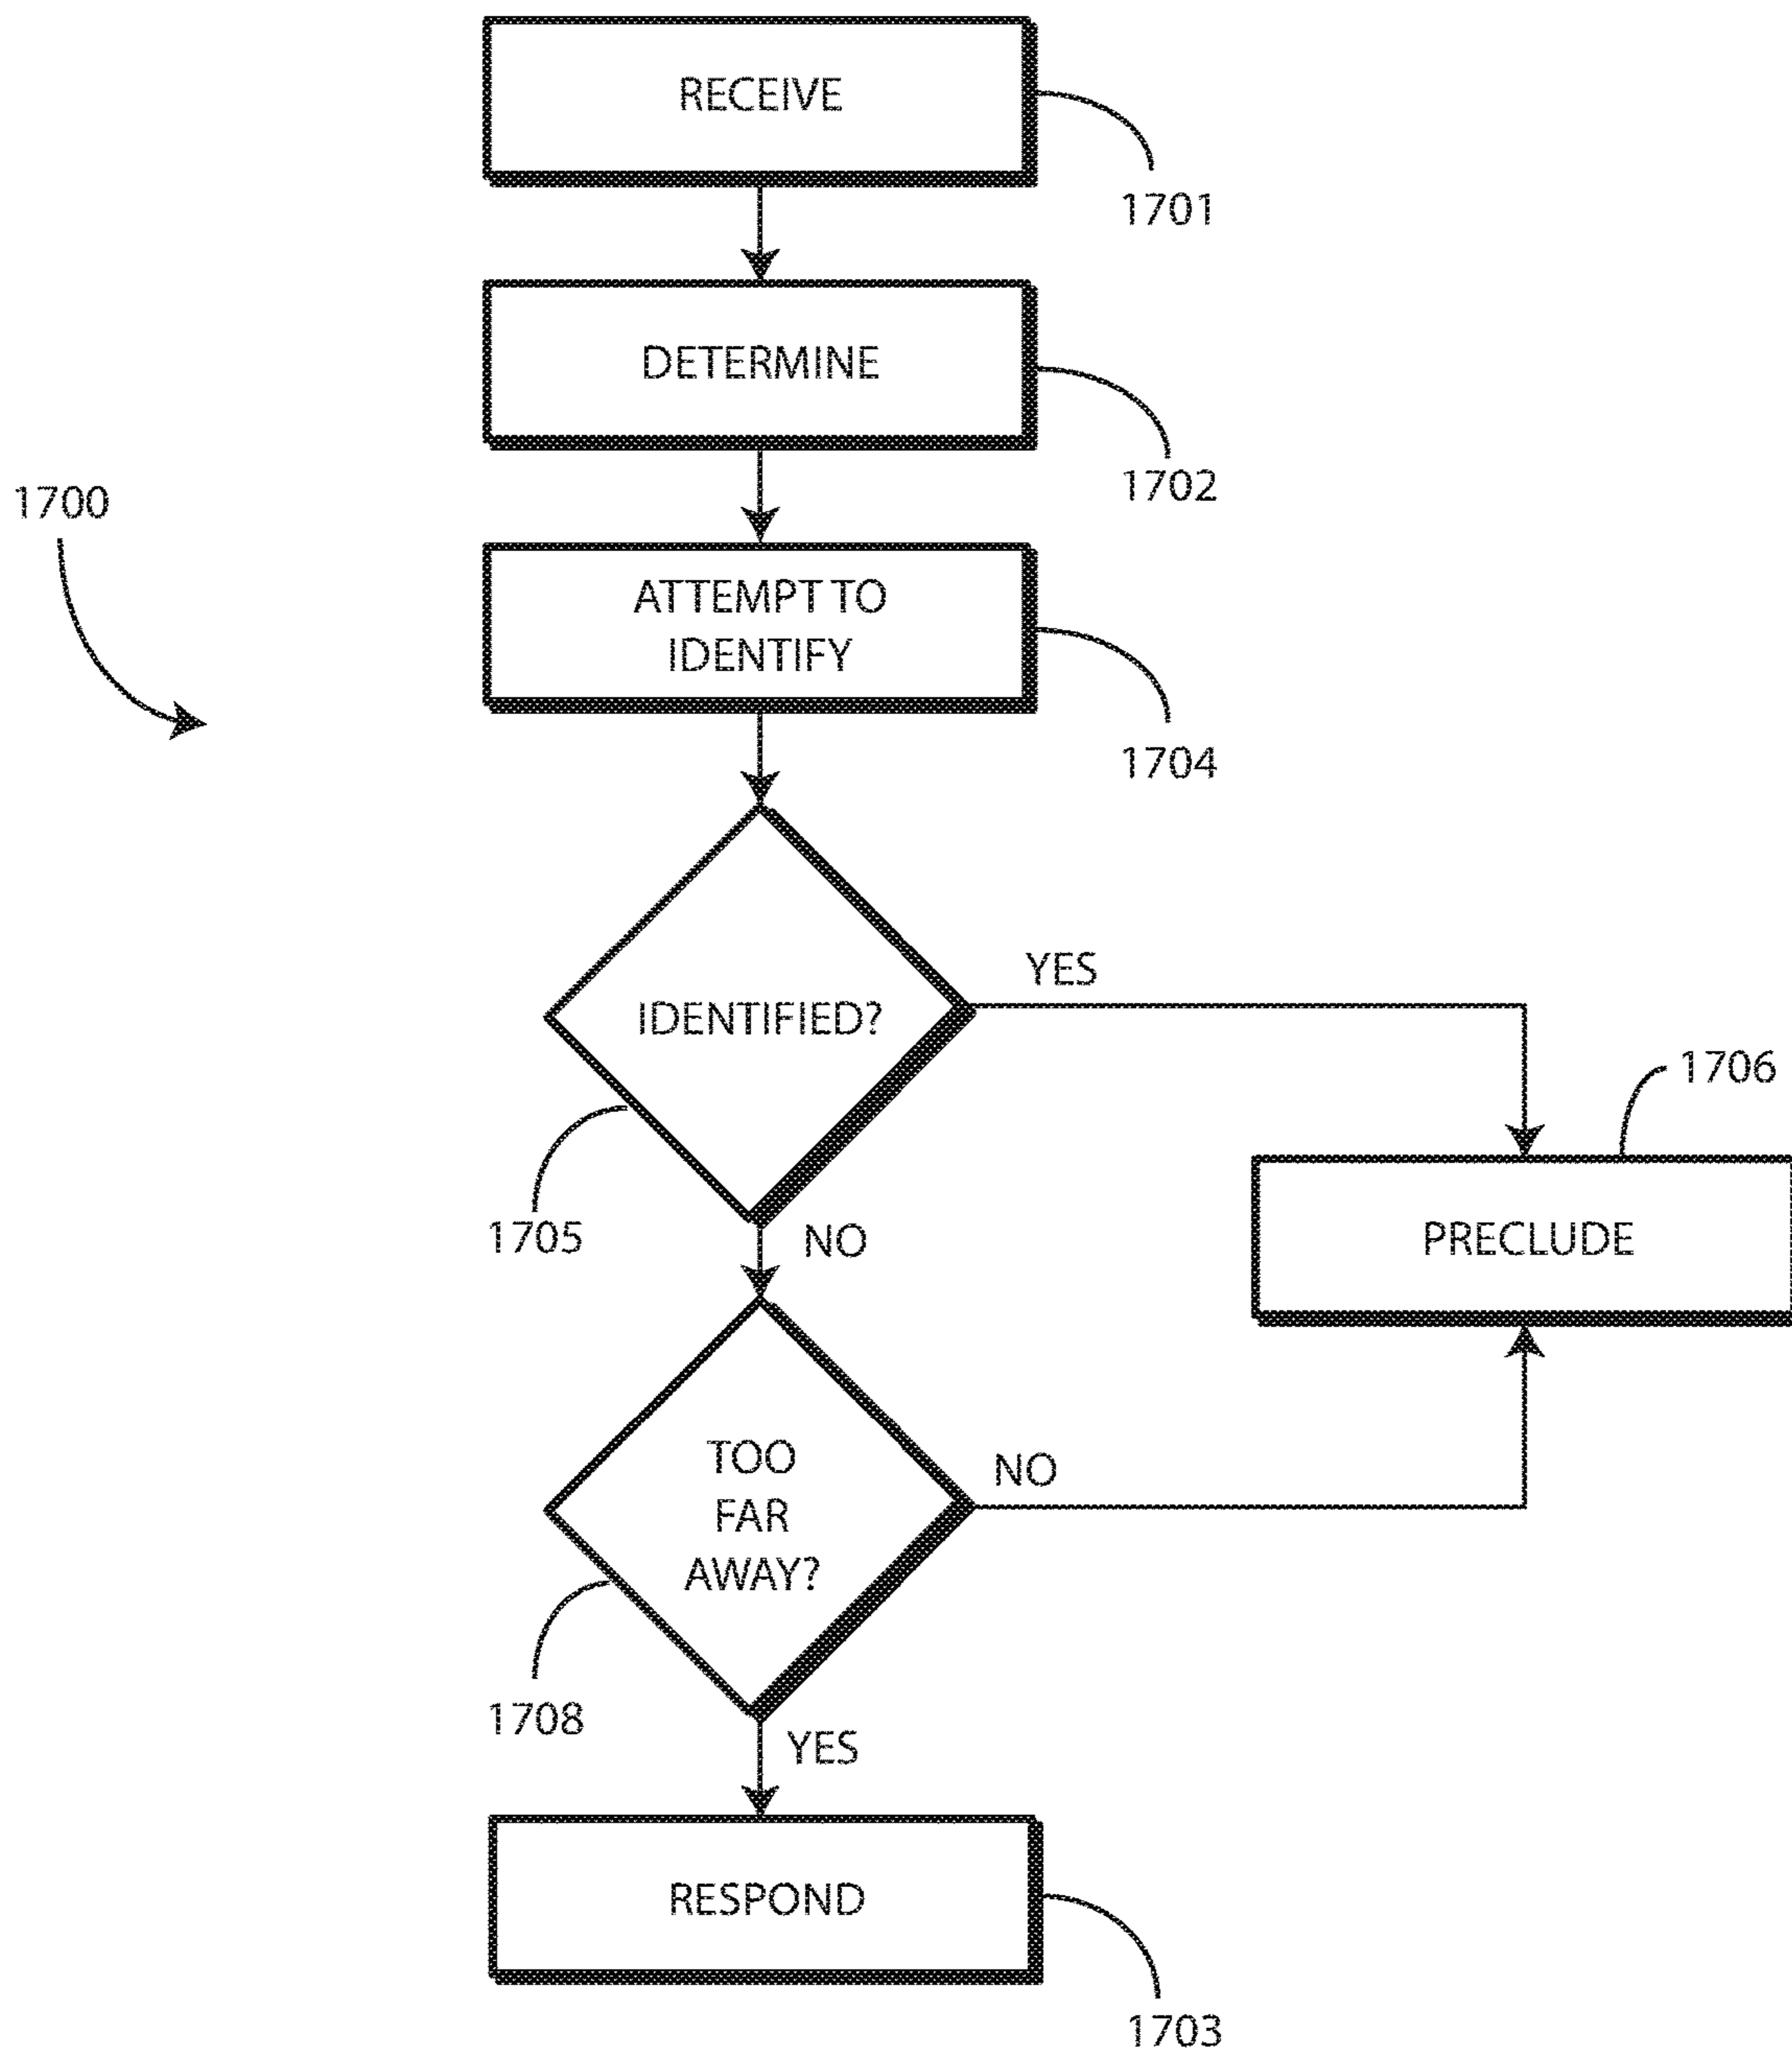 RECEIVE
1701
DETERMINE
1702
1700
ATTEMPT TO
IDENTIFY
1704
YES
IDENTIFIED?
1706
1705
NO
PRECLUDE
TOO
FAR
AWAY?
NO
1708
YES
RESPOND
1703